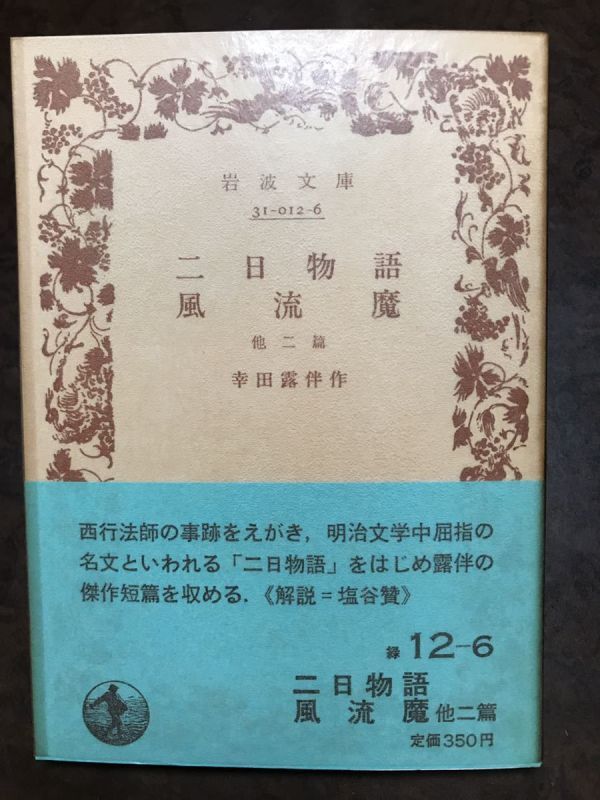 岩波文庫
31-012-6
二日物語
風流魔
他二篇
幸田露伴作
西行法師の事跡をえがき，明治文学中屈指の
名文といわれる「二日物語」をはじめ露伴の
傑作短篇を収める．《解説＝塩谷賛》
緑 12-6
二日物語
風流魔 他二篇
定価350円